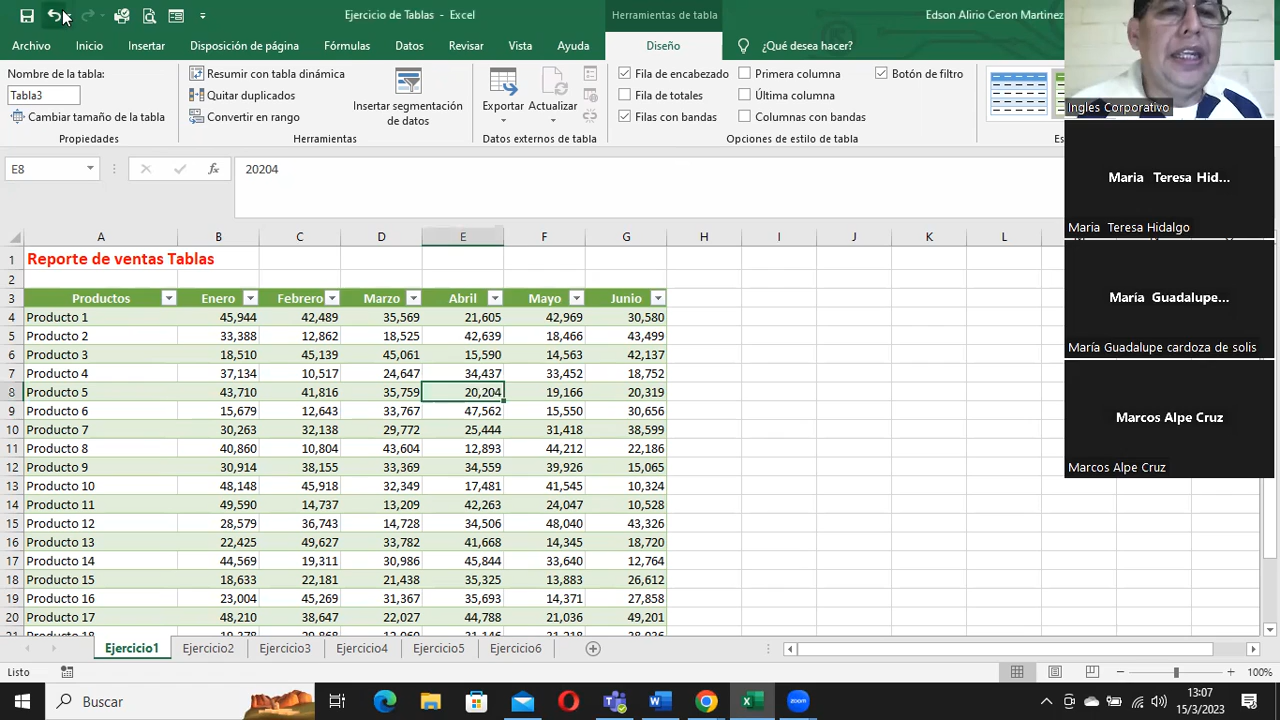 Ejercicio de Tablas - Excel
Herramientas de tabla
Edson Alirio Ceron Martinez
Archivo Inicio Insertar Disposición de página Fórmulas Datos Revisar Vista Ayuda Diseño ¿Qué desea hacer?
Nombre de la tabla:
Tabla3
Cambiar tamaño de la tabla
Propiedades
Resumir con tabla dinámica
Quitar duplicados
Convertir en rango
Insertar segmentación
de datos
Herramientas
Exportar Actualizar
Datos externos de tabla
Fila de encabezado Primera columna Botón de filtro
Fila de totales Última columna
Filas con bandas Columnas con bandas
Opciones de estilo de tabla
Es
E8 fx 20204
A B C D E F G H I J K L
1 Reporte de ventas Tablas
2
3 Productos Enero Febrero Marzo Abril Mayo Junio
4 Producto 1 45,944 42,489 35,569 21,605 42,969 30,580
5 Producto 2 33,388 12,862 18,525 42,639 18,466 43,499
6 Producto 3 18,510 45,139 45,061 15,590 14,563 42,137
7 Producto 4 37,134 10,517 24,647 34,437 33,452 18,752
8 Producto 5 43,710 41,816 35,759 20,204 19,166 20,319
9 Producto 6 15,679 12,643 33,767 47,562 15,550 30,656
10 Producto 7 30,263 32,138 29,772 25,444 31,418 38,599
11 Producto 8 40,860 10,804 43,604 12,893 44,212 22,186
12 Producto 9 30,914 38,155 33,369 34,559 39,926 15,065
13 Producto 10 48,148 45,918 32,349 17,481 41,545 10,324
14 Producto 11 49,590 14,737 13,209 42,263 24,047 10,528
15 Producto 12 28,579 36,743 14,728 34,506 48,040 43,326
16 Producto 13 22,425 49,627 33,782 41,668 14,345 18,720
17 Producto 14 44,569 19,311 30,986 45,844 33,640 12,764
18 Producto 15 18,633 22,181 21,438 35,325 13,883 26,612
19 Producto 16 23,004 45,269 31,367 35,693 14,371 27,858
20 Producto 17 48,210 38,647 22,027 44,788 21,036 49,201
Ejercicio1 Ejercicio2 Ejercicio3 Ejercicio4 Ejercicio5 Ejercicio6
Listo
100%
Buscar
zoom
13:07
15/3/2023
Ingles Corporativo
Maria Teresa Hid...
Maria Teresa Hidalgo
María Guadalupe...
María Guadalupe cardoza de solis
Marcos Alpe Cruz
Marcos Alpe Cruz